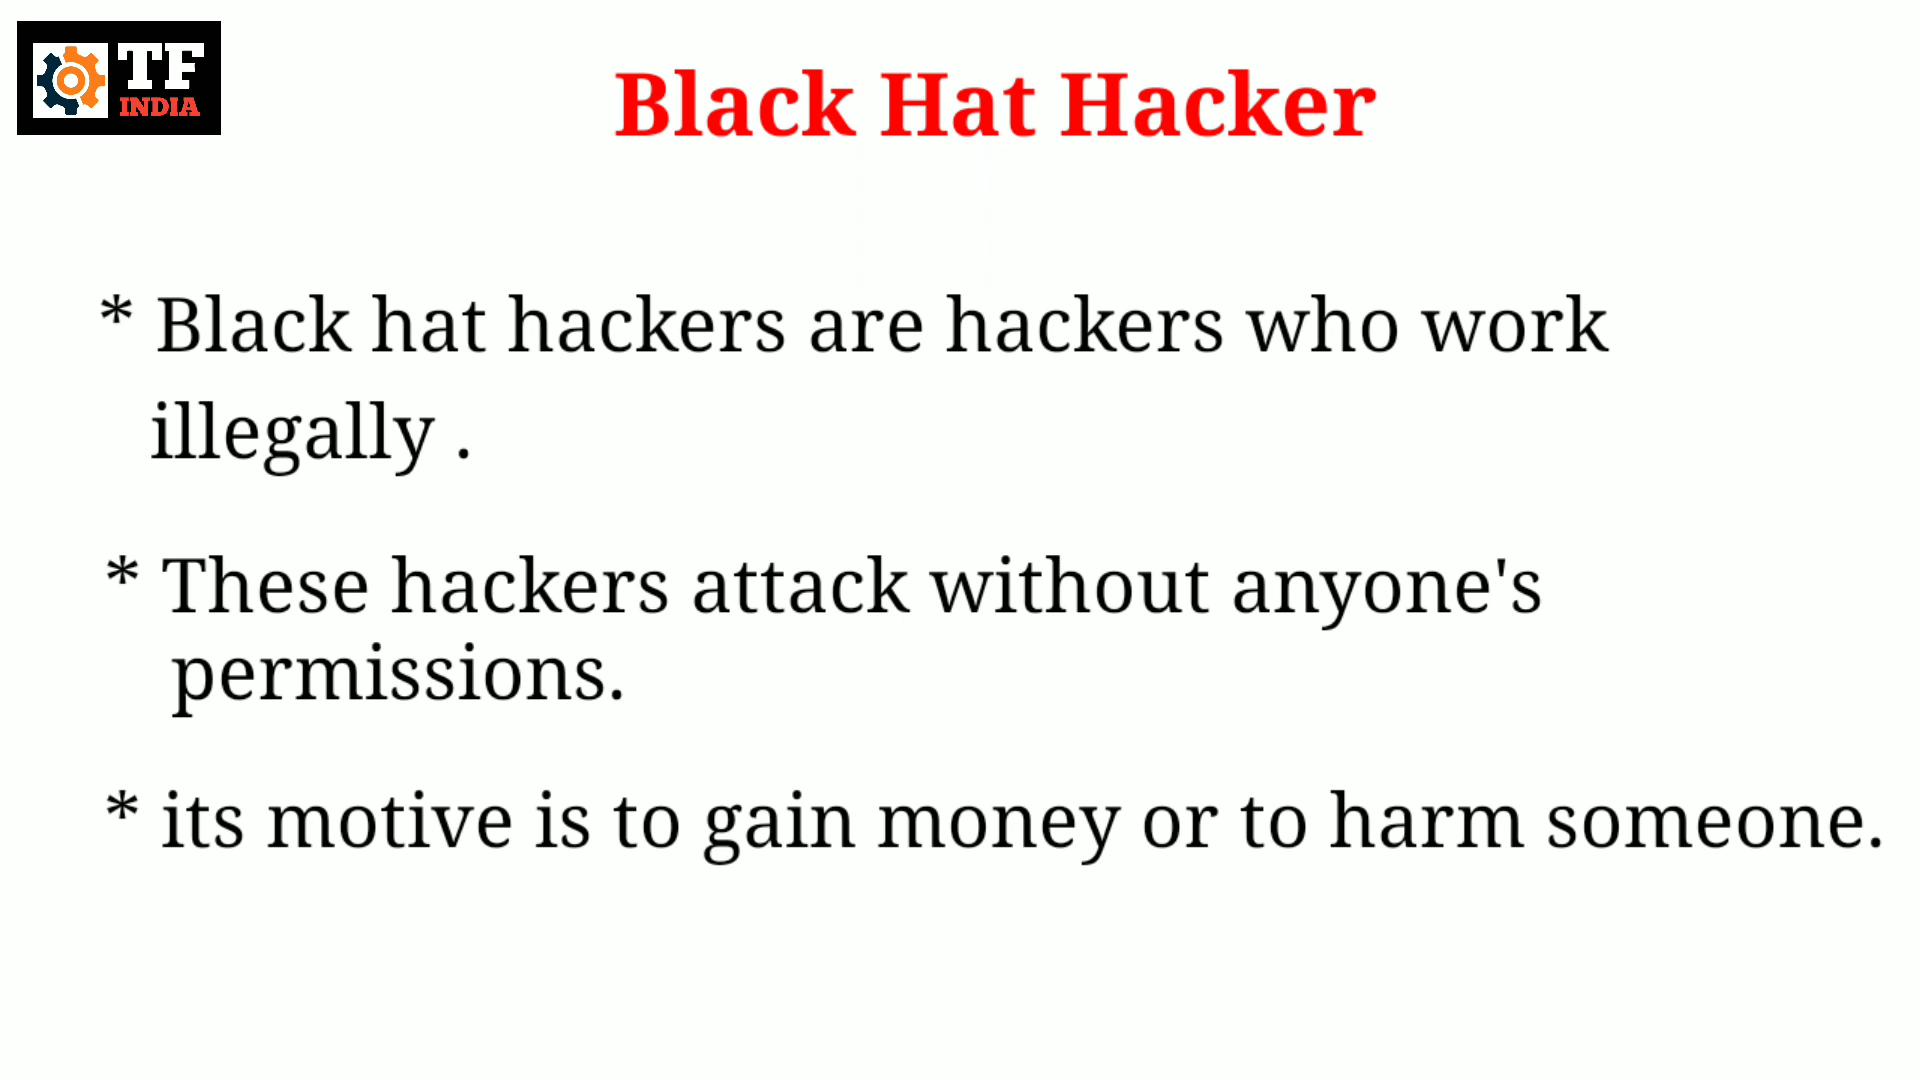 TF
INDIA
Black Hat Hacker
* Black hat hackers are hackers who work
illegally .
* These hackers attack without anyone's
permissions.
* its motive is to gain money or to harm someone.